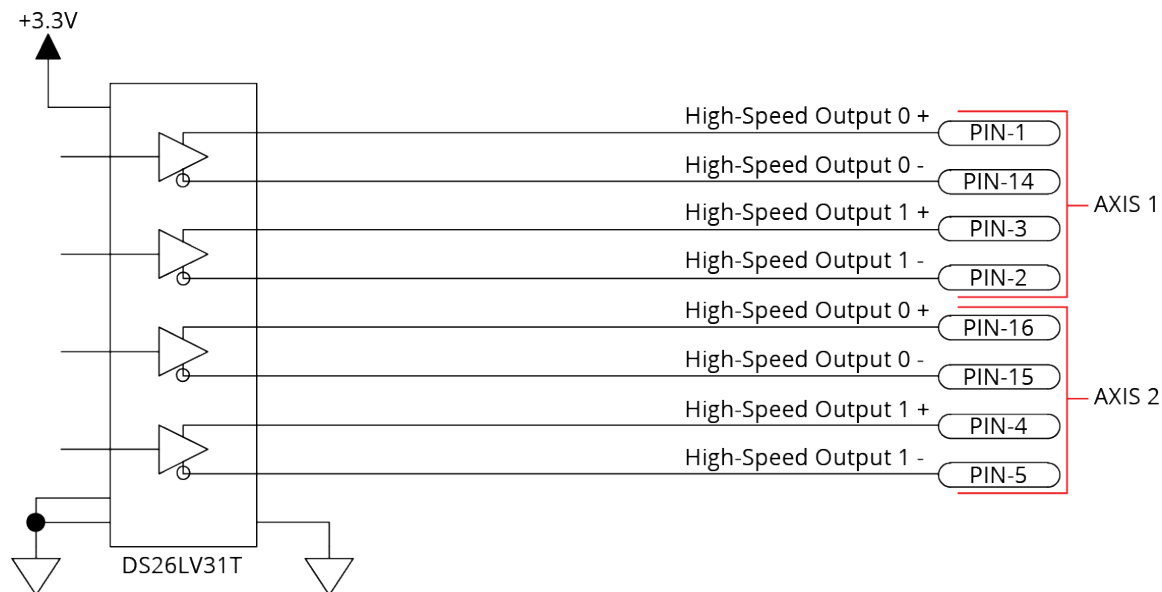 +3.3V
High-Speed Output 0 +
PIN-1
High-Speed Output 0 -
PIN-14
AXIS 1
High-Speed Output 1 +
PIN-3
High-Speed Output 1 -
PIN-2
High-Speed Output 0 +
PIN-16
High-Speed Output 0 -
PIN-15
AXIS 2
High-Speed Output 1 +
PIN-4
High-Speed Output 1 -
PIN-5
DS26LV31T